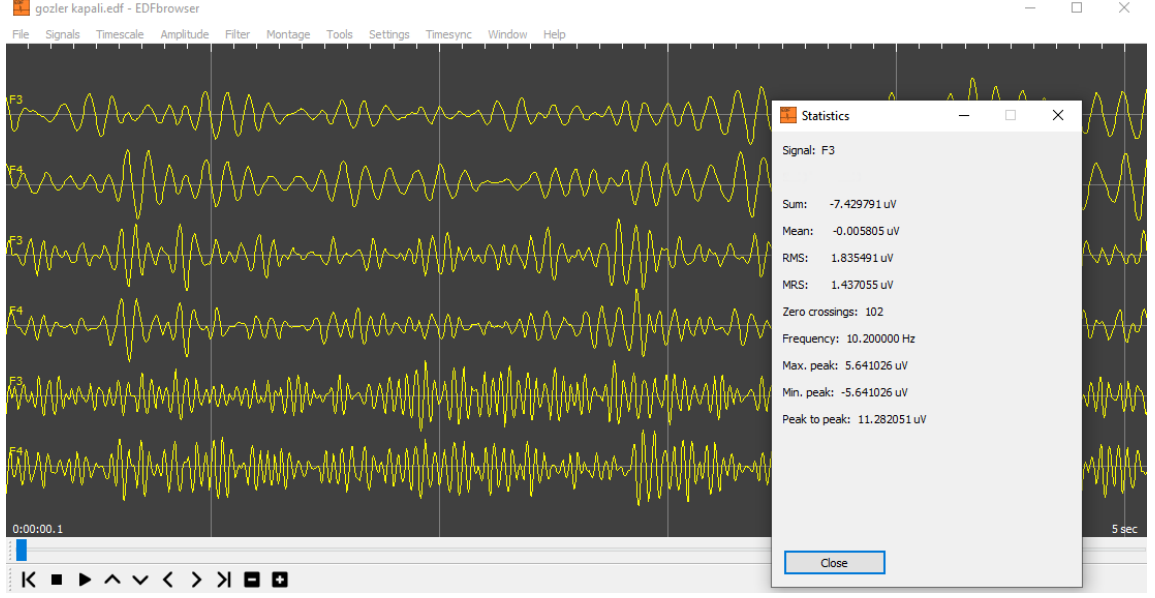 gozler kapali.edf - EDFbrowser
File Signals Timescale Amplitude Filter Montage Tools Settings Timesync Window Help
F3
F4
F3
F4
F3
F4
0:00:00.1
5 sec
Statistics
Signal: F3
Sum: -7.429791 uV
Mean: -0.005805 uV
RMS: 1.835491 uV
MRS: 1.437055 uV
Zero crossings: 102
Frequency: 10.200000 Hz
Max. peak: 5.641026 uV
Min. peak: -5.641026 uV
Peak to peak: 11.282051 uV
Close